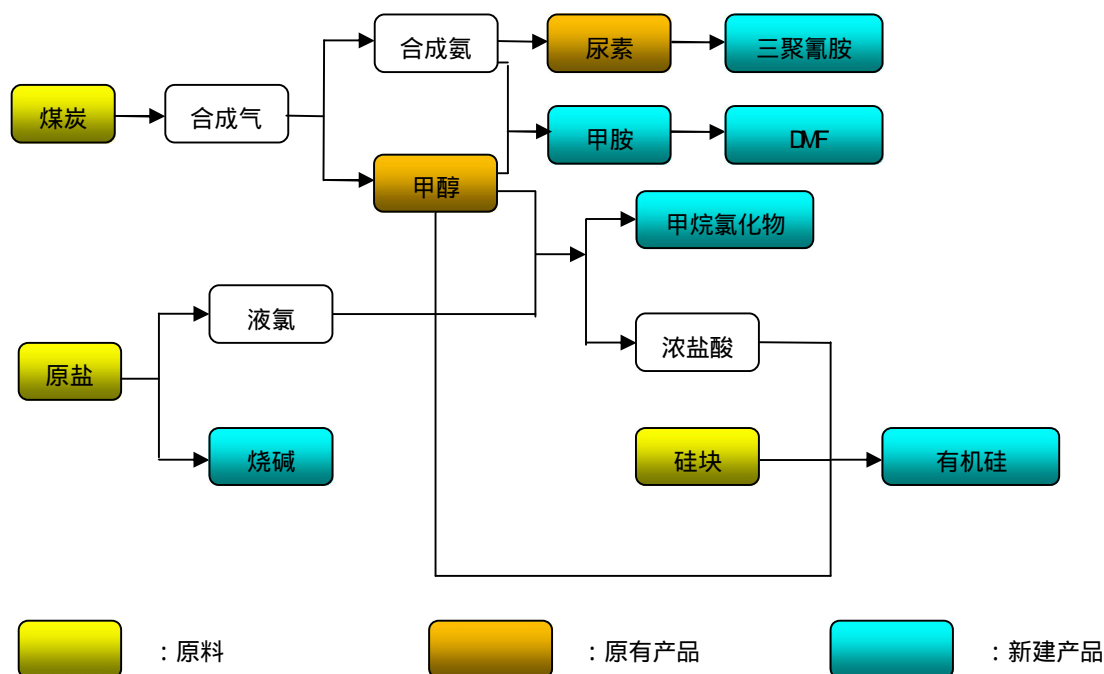 合成氨
尿素
三聚氰胺
煤炭
合成气
甲胺
DMF
甲醇
甲烷氯化物
液氯
浓盐酸
原盐
烧碱
硅块
有机硅
：原料
：原有产品
：新建产品